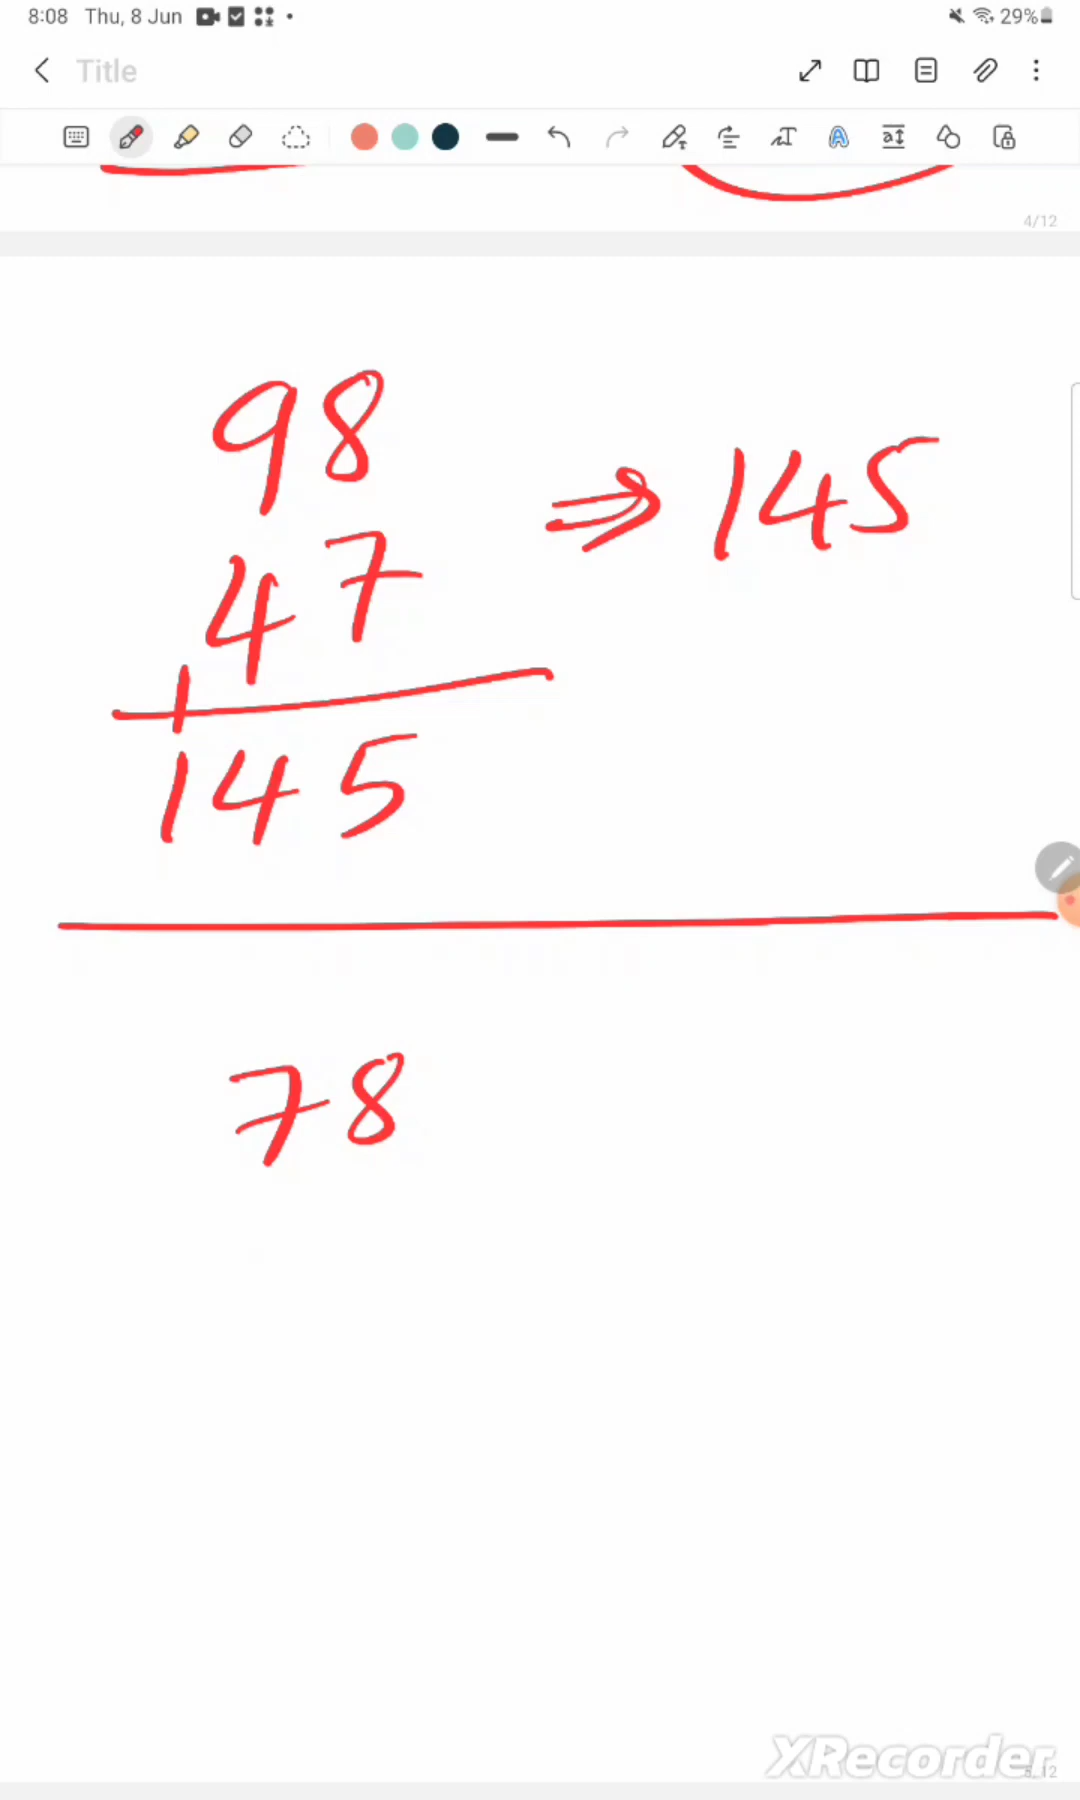 8:08 Thu, 8 Jun 29%
Title
4/12
98
⇒ 145
47
145
78
XRecorder